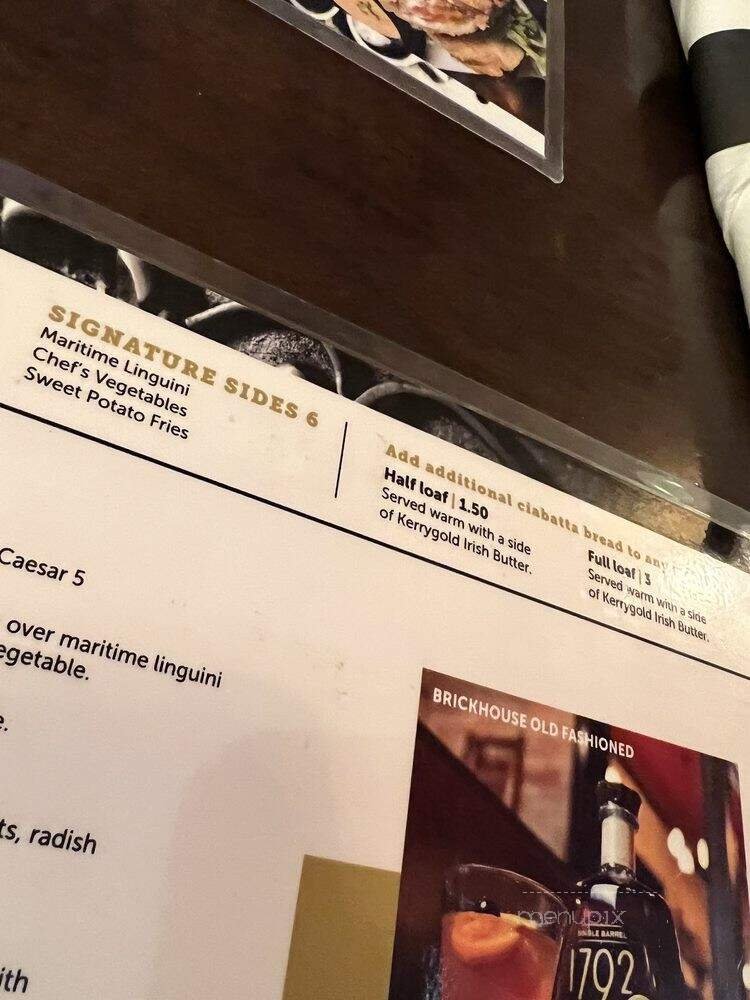 SIGNATURE SIDES 6
Maritime Linguini
Chef's Vegetables
Sweet Potato Fries
Add additional ciabatta bread to any
Half loaf | 1.50
Served warm with a side
of Kerrygold Irish Butter.
Full loaf | 3
Served warm with a side
of Kerrygold Irish Butter.
Caesar 5
over maritime linguini
egetable.
e.
ts, radish
ith
BRICKHOUSE OLD FASHIONED
menupix
SINGLE BARREL
1792